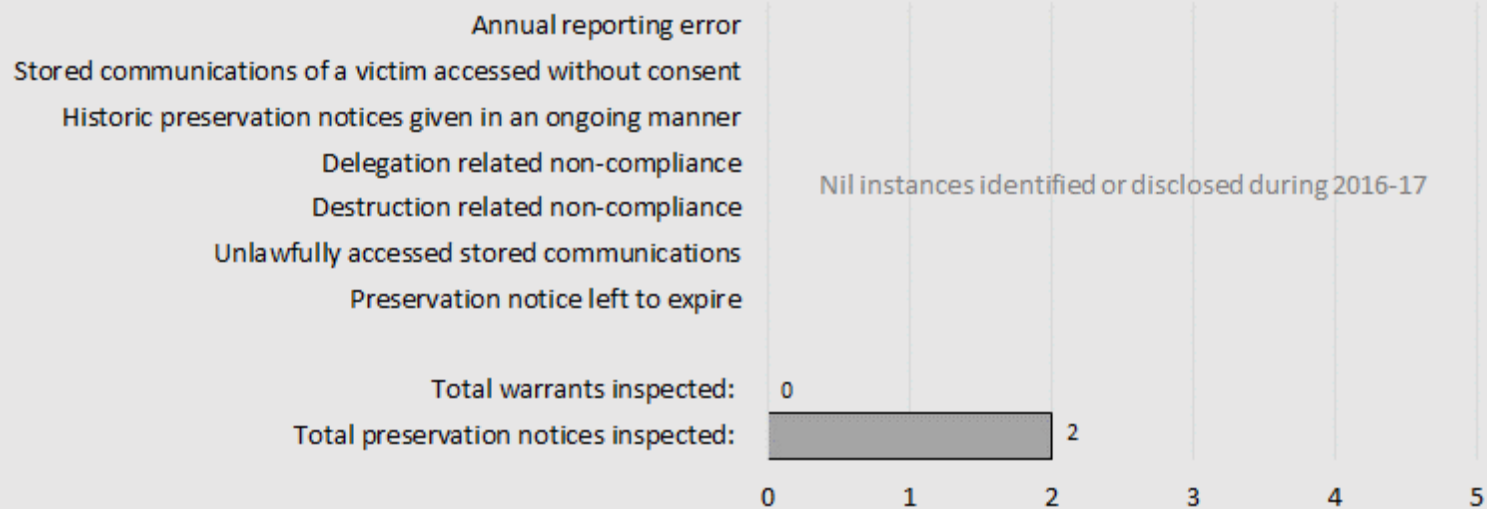 Annual reporting error
Stored communications of a victim accessed without consent
Historic preservation notices given in an ongoing manner
Delegation related non-compliance
Nil instances identified or disclosed during 2016-17
Destruction related non-compliance
Unlawfully accessed stored communications
Preservation notice left to expire
Total warrants inspected: 0
Total preservation notices inspected: 2
0 1 2 3 4 5